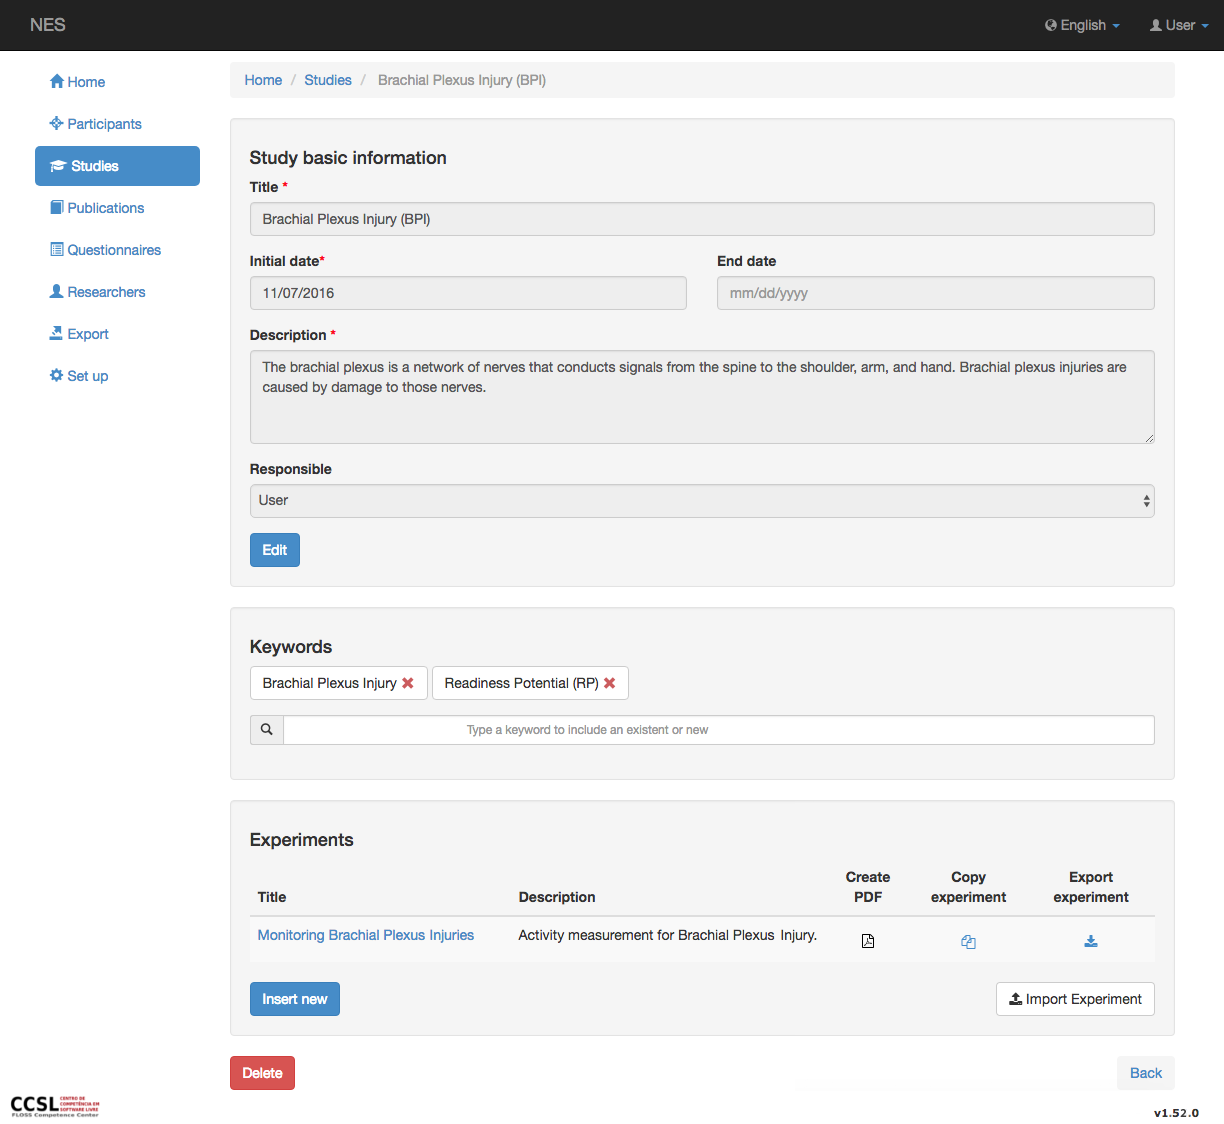 NES
English
User
Home
Participants
Studies
Publications
Questionnaires
Researchers
Export
Set up
Home / Studies / Brachial Plexus Injury (BPI)
Study basic information
Title *
Brachial Plexus Injury (BPI)
Initial date* End date
11/07/2016 mm/dd/yyyy
Description *
The brachial plexus is a network of nerves that conducts signals from the spine to the shoulder, arm, and hand. Brachial plexus injuries are
caused by damage to those nerves.
Responsible
User
Edit
Keywords
Brachial Plexus Injury Readiness Potential (RP)
Type a keyword to include an existent or new
Experiments
Title Description Create PDF Copy experiment Export experiment
Monitoring Brachial Plexus Injuries Activity measurement for Brachial Plexus Injury.
Insert new Import Experiment
Delete Back
CCSL
CENTRO DE
COMPETÊNCIA EM
SOFTWARE LIVRE
FLOSS Competence Center
v1.52.0